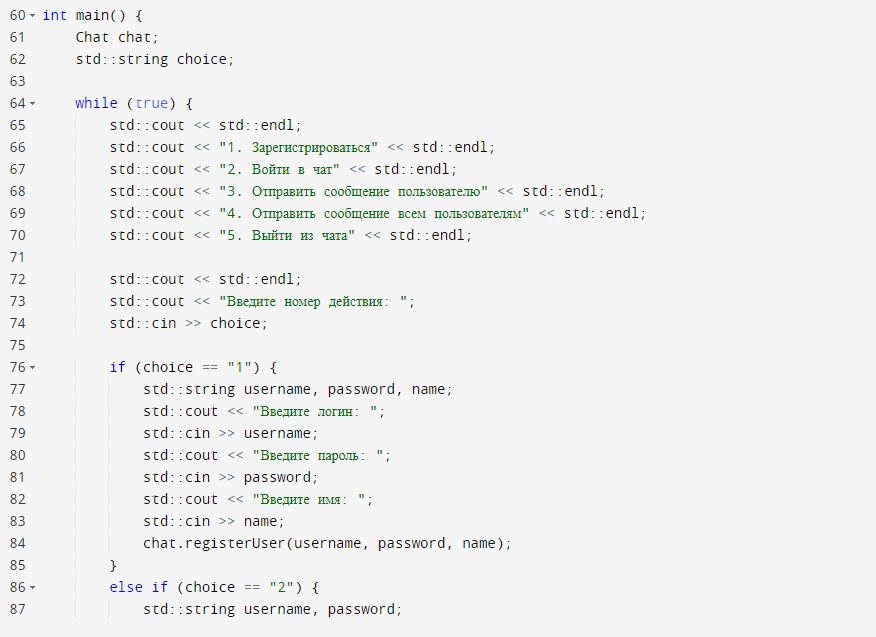 60 int main() {
61 Chat chat;
62 std::string choice;
63
64 while (true) {
65 std::cout << std::endl;
66 std::cout << "1. Зарегистрироваться" << std::endl;
67 std::cout << "2. Войти в чат" << std::endl;
68 std::cout << "3. Отправить сообщение пользователю" << std::endl;
69 std::cout << "4. Отправить сообщение всем пользователям" << std::endl;
70 std::cout << "5. Выйти из чата" << std::endl;
71
72 std::cout << std::endl;
73 std::cout << "Введите номер действия: ";
74 std::cin >> choice;
75
76 if (choice == "1") {
77 std::string username, password, name;
78 std::cout << "Введите логин: ";
79 std::cin >> username;
80 std::cout << "Введите пароль: ";
81 std::cin >> password;
82 std::cout << "Введите имя: ";
83 std::cin >> name;
84 chat.registerUser(username, password, name);
85 }
86 else if (choice == "2") {
87 std::string username, password;